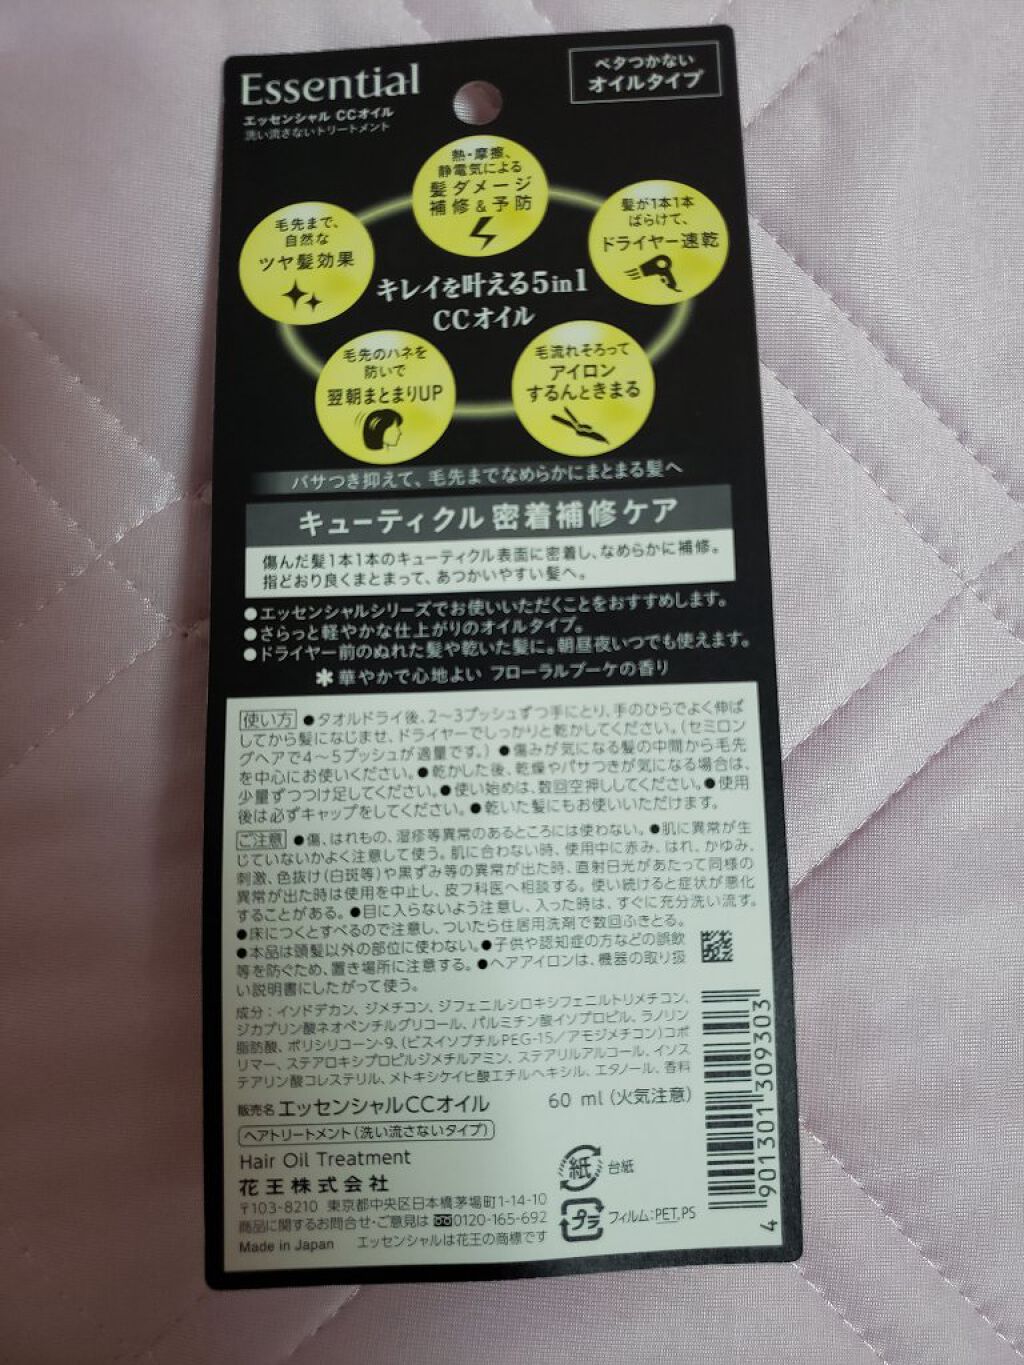 Essential
エッセンシャル CCオイル
洗い流さないトリートメント
ベタつかない
オイルタイプ
熱・摩擦、
静電気による
髪ダメージ
補修＆予防
毛先まで、
自然な
ツヤ髪効果
髪が1本1本
ばらけて、
ドライヤー速乾
キレイを叶える5in1
CCオイル
毛先のハネを
防いで
翌朝まとまりUP
毛流れそろって
アイロン
するんときまる
パサつき抑えて、毛先までなめらかにまとまる髪へ
キューティクル密着補修ケア
傷んだ髪1本1本のキューティクル表面に密着し、なめらかに補修。
指どおり良くまとまって、あつかいやすい髪へ。
●エッセンシャルシリーズでお使いいただくことをおすすめします。
●さらっと軽やかな仕上がりのオイルタイプ。
●ドライヤー前のぬれた髪や乾いた髪に。朝昼夜いつでも使えます。
✻華やかで心地よい フローラルブーケの香り
使い方 ●タオルドライ後、2～3プッシュずつ手にとり、手のひらでよく伸ば
してから髪になじませ、ドライヤーでしっかりと乾かしてください。(セミロン
グヘアで4～5プッシュが適量です。) ●傷みが気になる髪の中間から毛先
を中心にお使いください。●乾かした後、乾燥やパサつきが気になる場合は、
少量ずつつけ足してください。●使い始めは、数回空押ししてください。●使用
後は必ずキャップをしてください。●乾いた髪にもお使いいただけます。
ご注意 ●傷、はれもの、湿疹等異常のあるところには使わない。●肌に異常が生
じていないかよく注意して使う。肌に合わない時、使用中に赤み、はれ、かゆみ、
刺激、色抜け(白斑等)や黒ずみ等の異常が出た時、直射日光があたって同様の
異常が出た時は使用を中止し、皮フ科医へ相談する。使い続けると症状が悪化
することがある。●目に入らないよう注意し、入った時は、すぐに充分洗い流す。
●床につくとすべるので注意し、ついたら住居用洗剤で数回ふきとる。
●本品は頭髪以外の部位に使わない。●子供や認知症の方などの誤飲
等を防ぐため、置き場所に注意する。●ヘアアイロンは、機器の取り扱
い説明書にしたがって使う。
成分：イソドデカン、ジメチコン、ジフェニルシロキシフェニルトリメチコン、
ジカプリン酸ネオペンチルグリコール、パルミチン酸イソプロピル、ラノリン
脂肪酸、ポリシリコーン-9、(ビスイソブチルPEG-15/アモジメチコン)コポ
リマー、ステアロキシプロピルジメチルアミン、ステアリルアルコール、イソス
テアリン酸コレステリル、メトキシケイヒ酸エチルヘキシル、エタノール、香料
販売名 エッセンシャルCCオイル 60 ml (火気注意)
ヘアトリートメント(洗い流さないタイプ)
Hair Oil Treatment
花王株式会社
〒103-8210 東京都中央区日本橋茅場町1-14-10
商品に関するお問合せ・ご意見は 0120-165-692
Made in Japan エッセンシャルは花王の商標です
紙 台紙
プラ フィルム：PET,PS
4 901301 309303